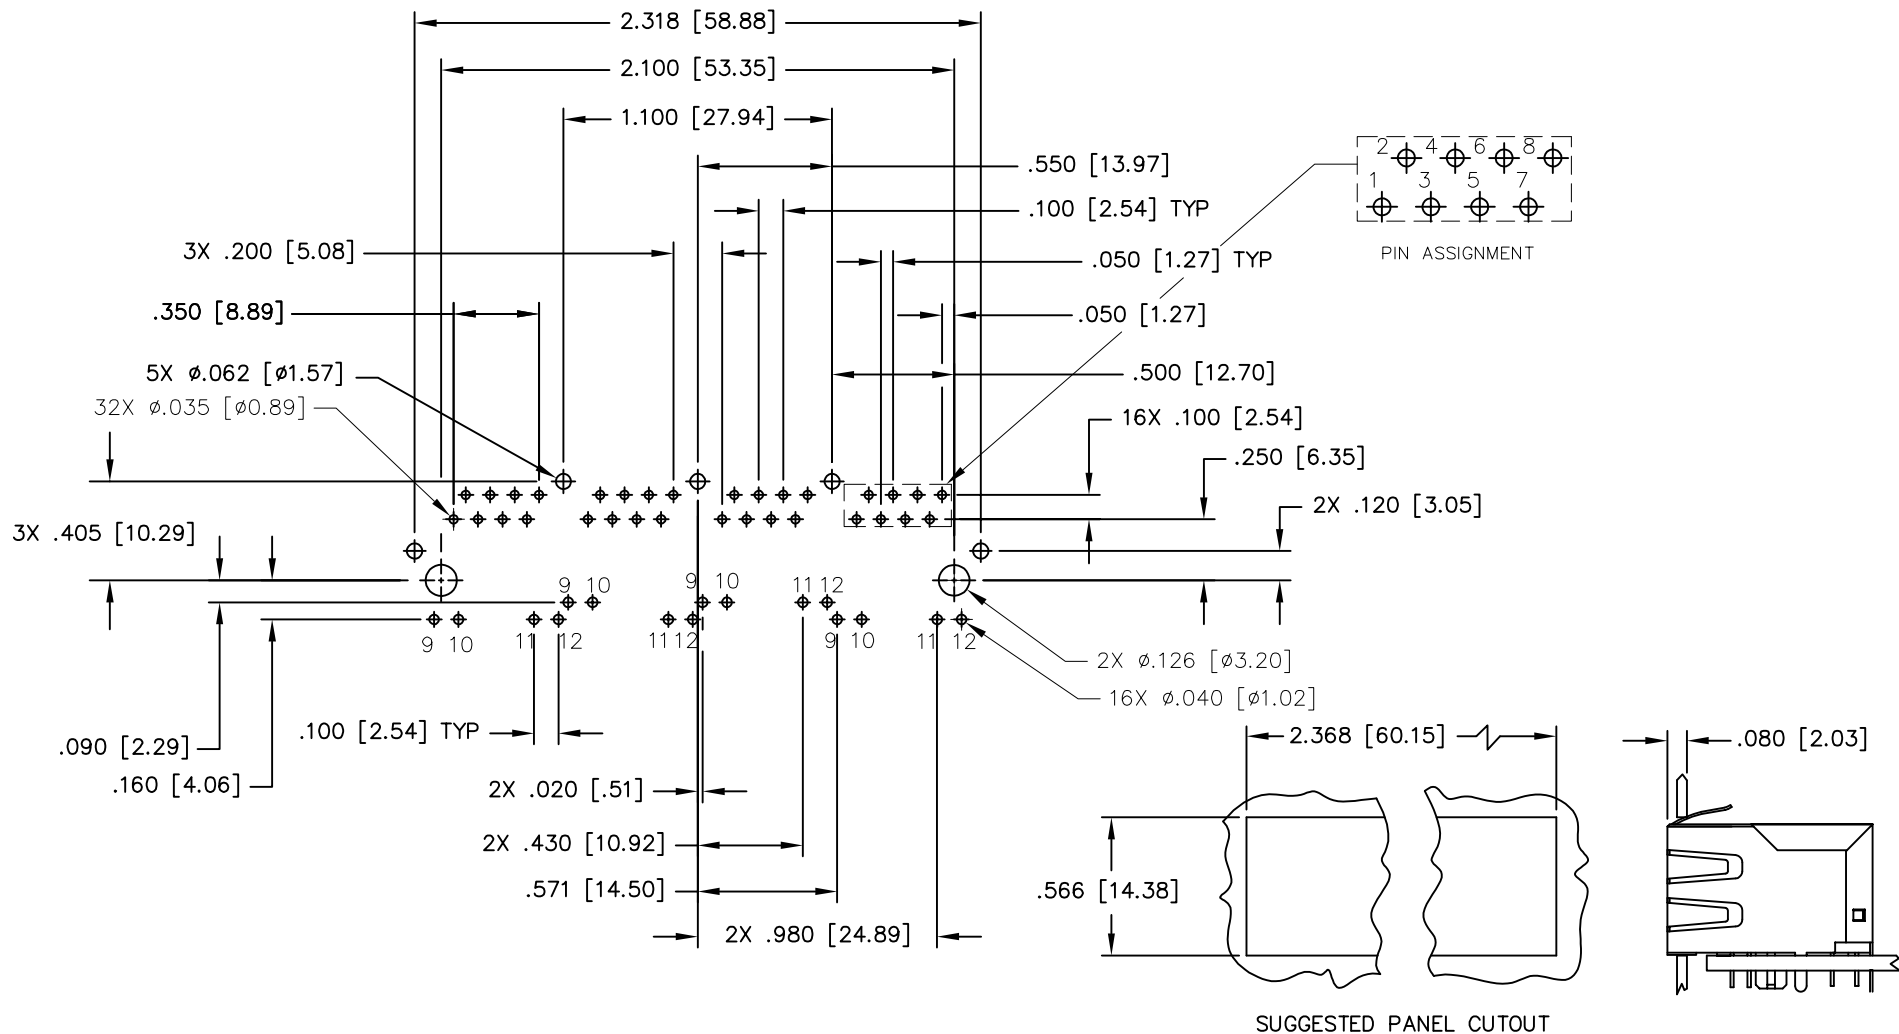 2.318 [58.88]
2.100 [53.35]
1.100 [27.94]
.550 [13.97]
.100 [2.54] TYP
3X .200 [5.08]
.050 [1.27] TYP
.350 [8.89]
.050 [1.27]
5X ø.062 [ø1.57]
.500 [12.70]
32X ø.035 [ø0.89]
16X .100 [2.54]
.250 [6.35]
2X .120 [3.05]
3X .405 [10.29]
2 4 6 8
1 3 5 7
PIN ASSIGNMENT
9 10 9 10 11 12
9 10 11 12 11 12 9 10 11 12
2X ø.126 [ø3.20]
16X ø.040 [ø1.02]
.100 [2.54] TYP
.090 [2.29]
.160 [4.06]
2X .020 [.51]
2X .430 [10.92]
.571 [14.50]
2X .980 [24.89]
2.368 [60.15]
.080 [2.03]
.566 [14.38]
SUGGESTED PANEL CUTOUT